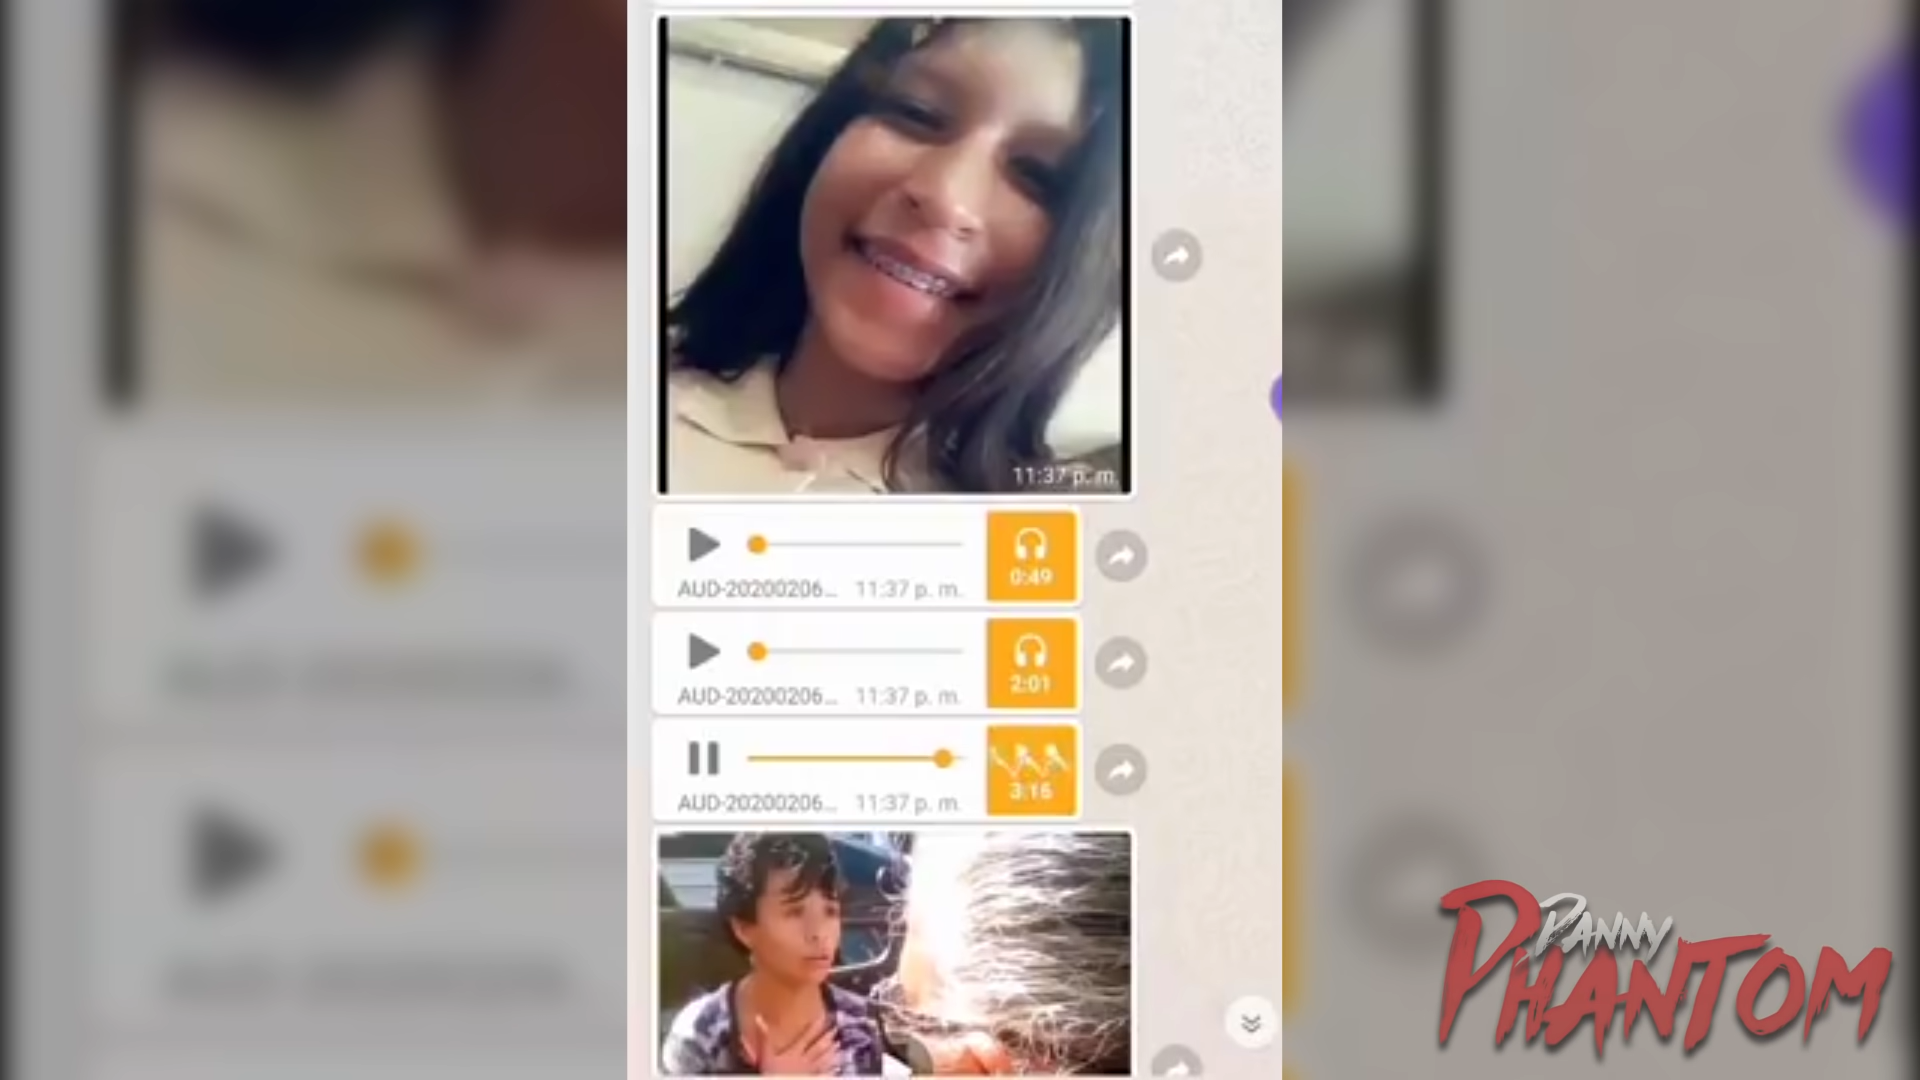 11:37 p. m.
0:49
AUD-20200206... 11:37 p. m.
2:01
AUD-20200206... 11:37 p. m.
3:16
AUD-20200206... 11:37 p. m.
DANNY
PHANTOM